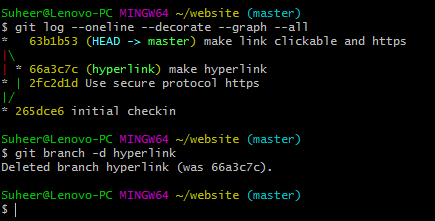 Suheer@Lenovo-PC MINGW64 ~/website (master)
$ git log --oneline --decorate --graph --all
*   63b1b53 (HEAD -> master) make link clickable and https
|\
| * 66a3c7c (hyperlink) make hyperlink
* | 2fc2d1d Use secure protocol https
|/
* 265dce6 initial checkin
Suheer@Lenovo-PC MINGW64 ~/website (master)
$ git branch -d hyperlink
Deleted branch hyperlink (was 66a3c7c).
Suheer@Lenovo-PC MINGW64 ~/website (master)
$